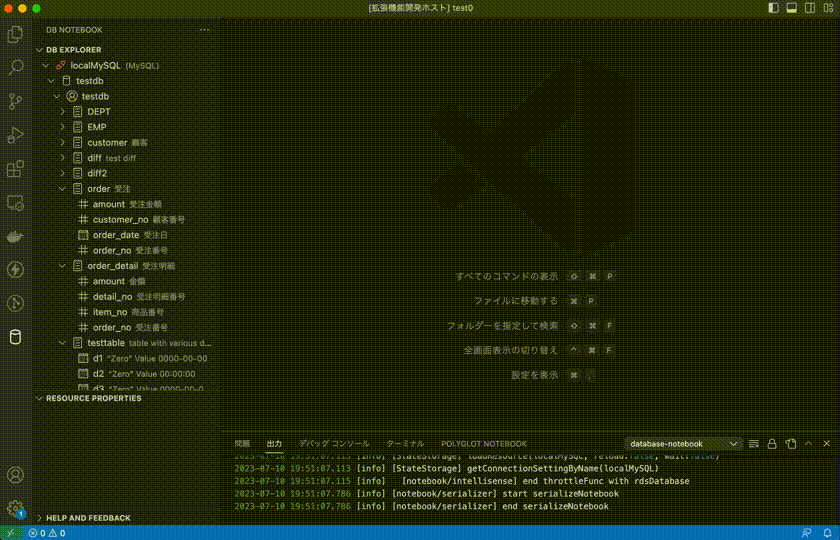 [拡張機能開発ホスト] test0
DB NOTEBOOK
DB EXPLORER
localMySQL (MySQL)
testdb
testdb
DEPT
EMP
customer 顧客
diff test diff
diff2
order 受注
amount 受注金額
customer_no 顧客番号
order_date 受注日
order_no 受注番号
order_detail 受注明細
amount 金額
detail_no 受注明細番号
item_no 商品番号
order_no 受注番号
testtable table with various d...
d1 "Zero" Value 0000-00-00
d2 "Zero" Value 00:00:00
d3 "Zero" Value 0000-00-0
RESOURCE PROPERTIES
HELP AND FEEDBACK
すべてのコマンドの表示 ⇧ ⌘ P
ファイルに移動する ⌘ P
フォルダーを指定して検索 ⇧ ⌘ F
全画面表示の切り替え ^ ⌘ F
設定を表示 ⌘ ,
問題 出力 デバッグ コンソール ターミナル POLYGLOT NOTEBOOK database-notebook
2023-07-10 19:51:07.113 [info] [StateStorage] loadResource(localMySQL, reload:false, wait:false)
2023-07-10 19:51:07.113 [info] [StateStorage] getConnectionSettingByName(localMySQL)
2023-07-10 19:51:07.115 [info] [notebook/intellisense] end throttleFunc with rdsDatabase
2023-07-10 19:51:07.786 [info] [notebook/serializer] start serializeNotebook
2023-07-10 19:51:07.786 [info] [notebook/serializer] end serializeNotebook
1
0 0